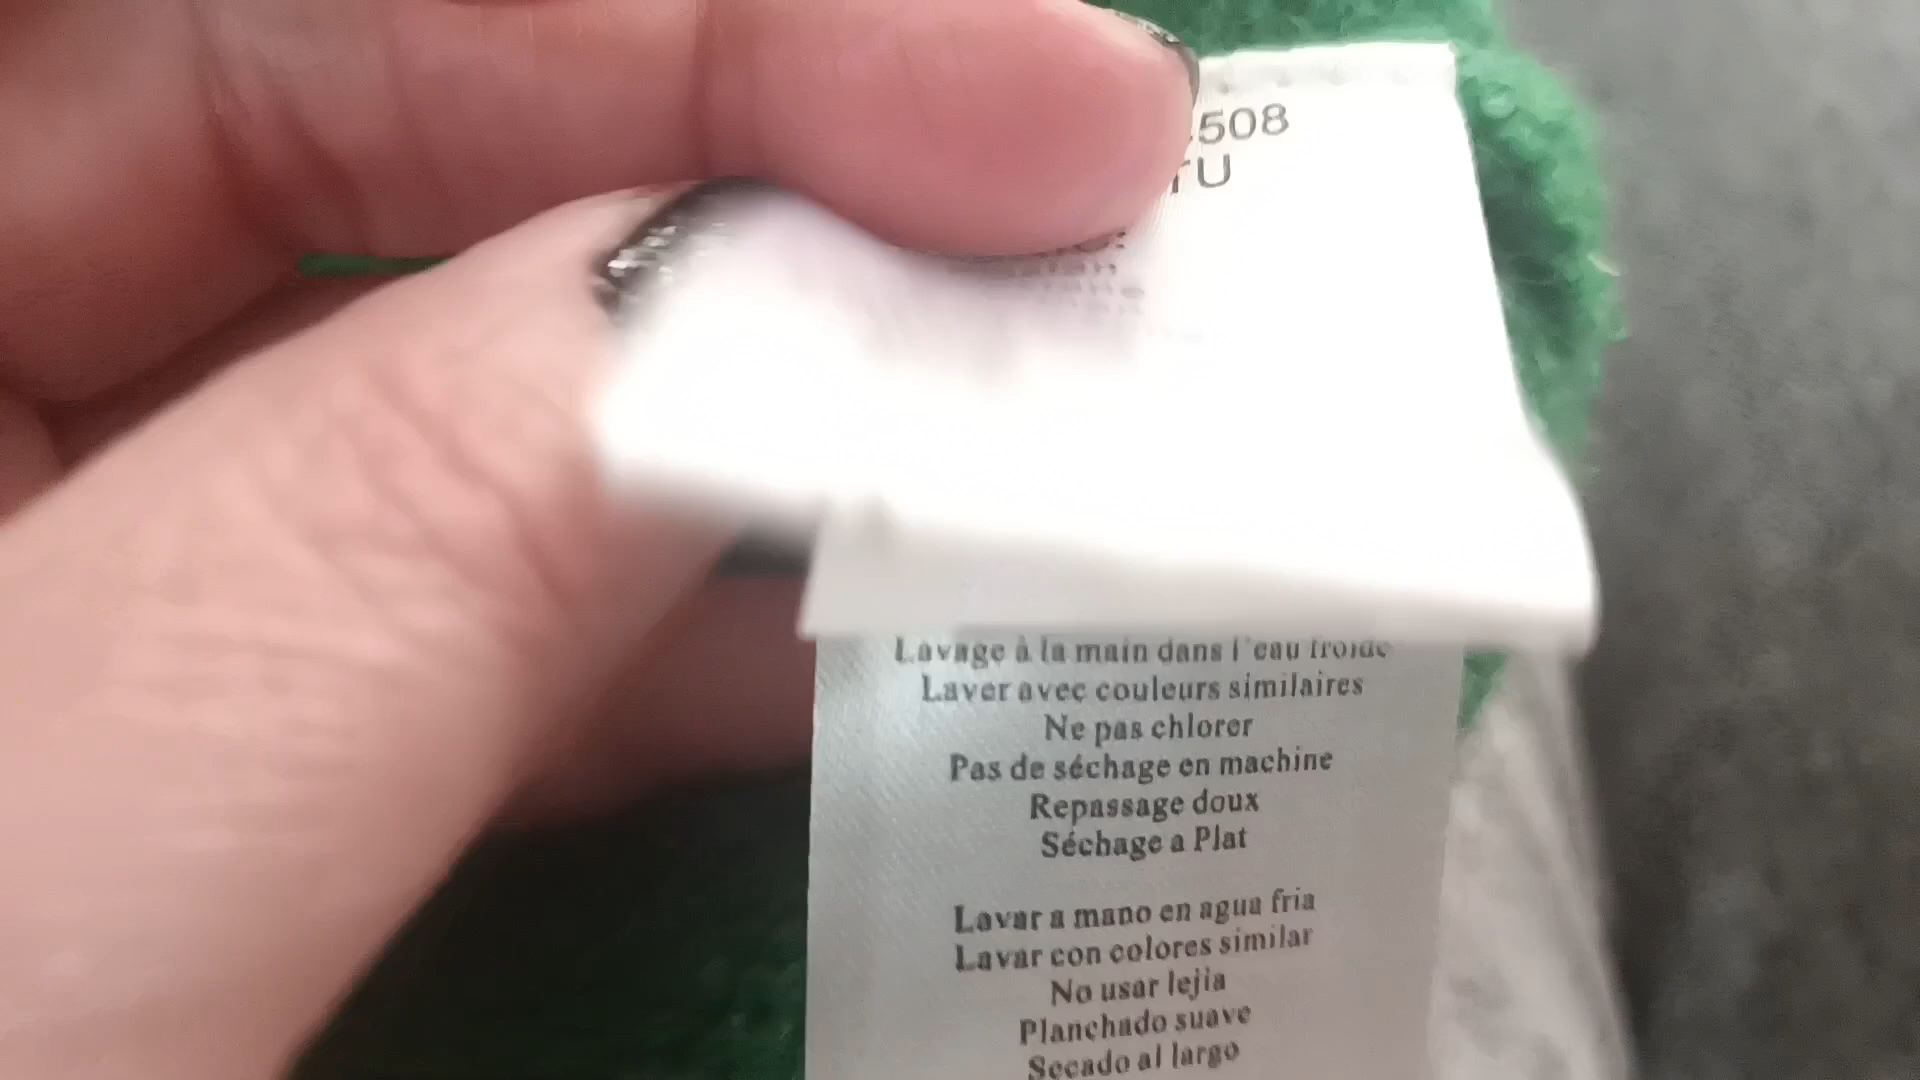 508
TU
Lavage à la main dans l'eau froide
Laver avec couleurs similaires
Ne pas chlorer
Pas de séchage en machine
Repassage doux
Séchage a Plat
Lavar a mano en agua fria
Lavar con colores similar
No usar lejia
Planchado suave
Secado al largo